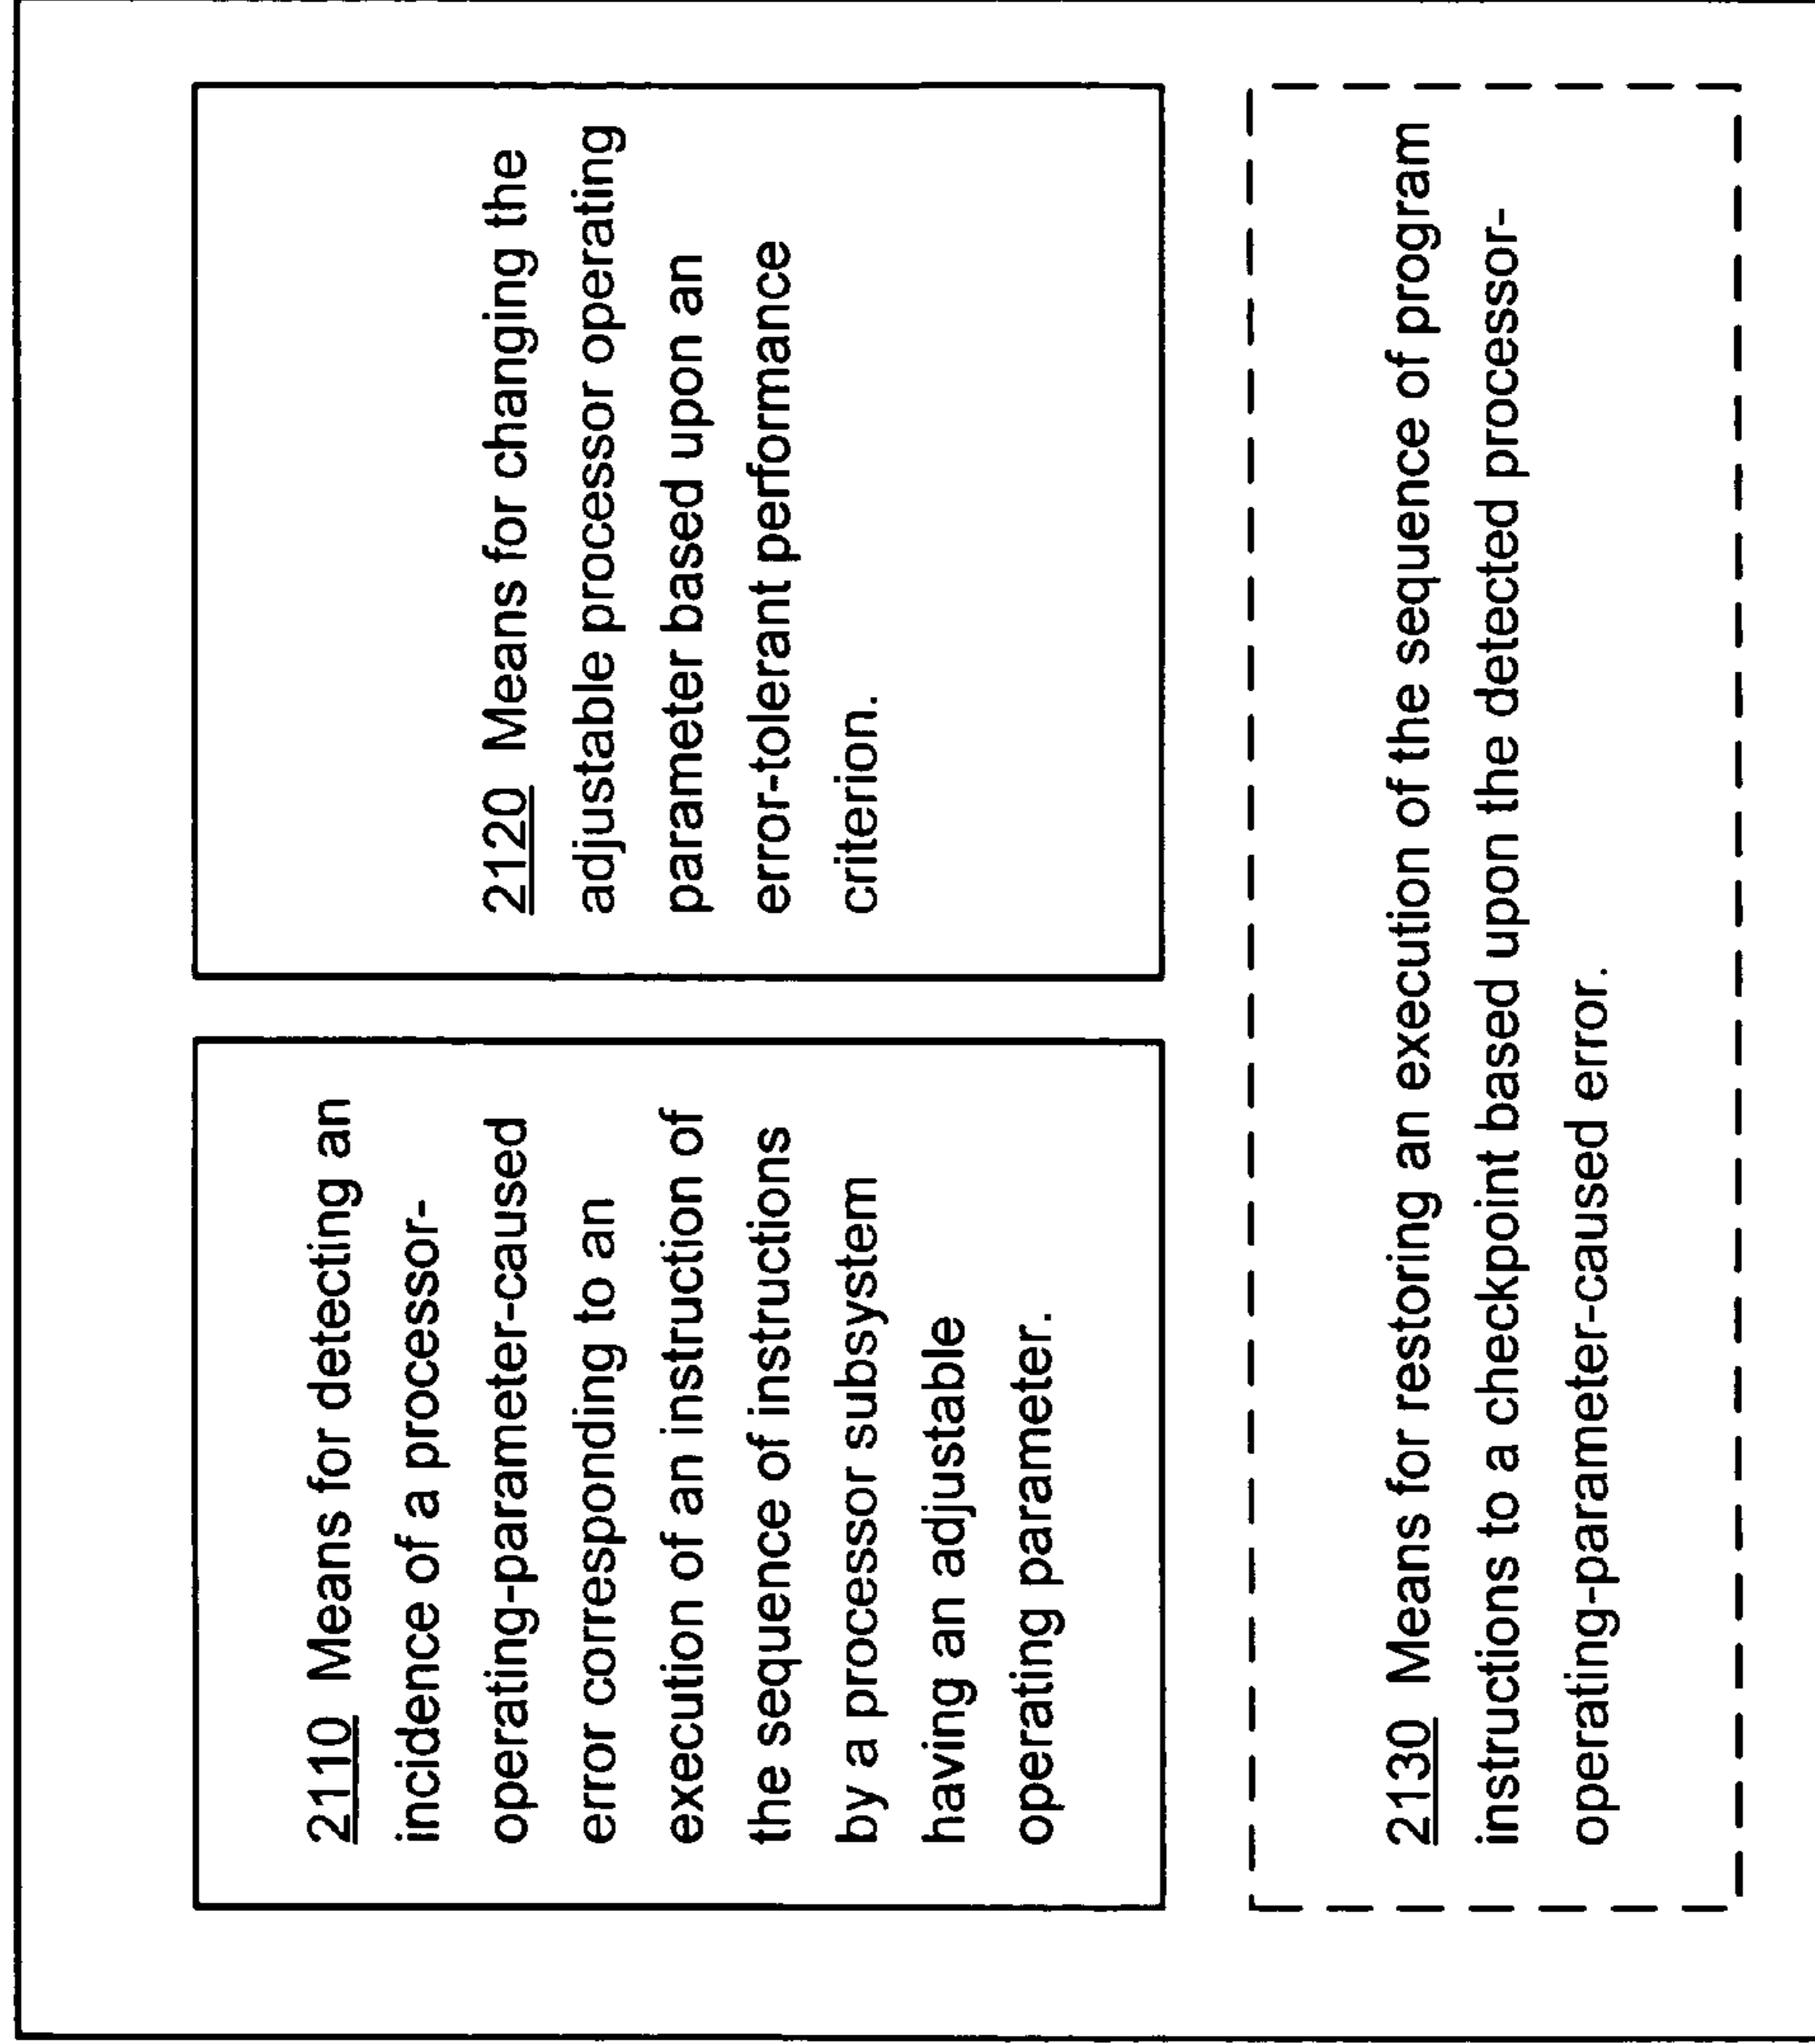 2110 Means for detecting an
incidence of a processor-
operating-parameter-caused
error corresponding to an
execution of an instruction of
the sequence of instructions
by a processor subsystem
having an adjustable
operating parameter.
2120 Means for changing the
adjustable processor operating
parameter based upon an
error-tolerant performance
criterion.
2130 Means for restoring an execution of the sequence of program
instructions to a checkpoint based upon the detected processor-
operating-parameter-caused error.